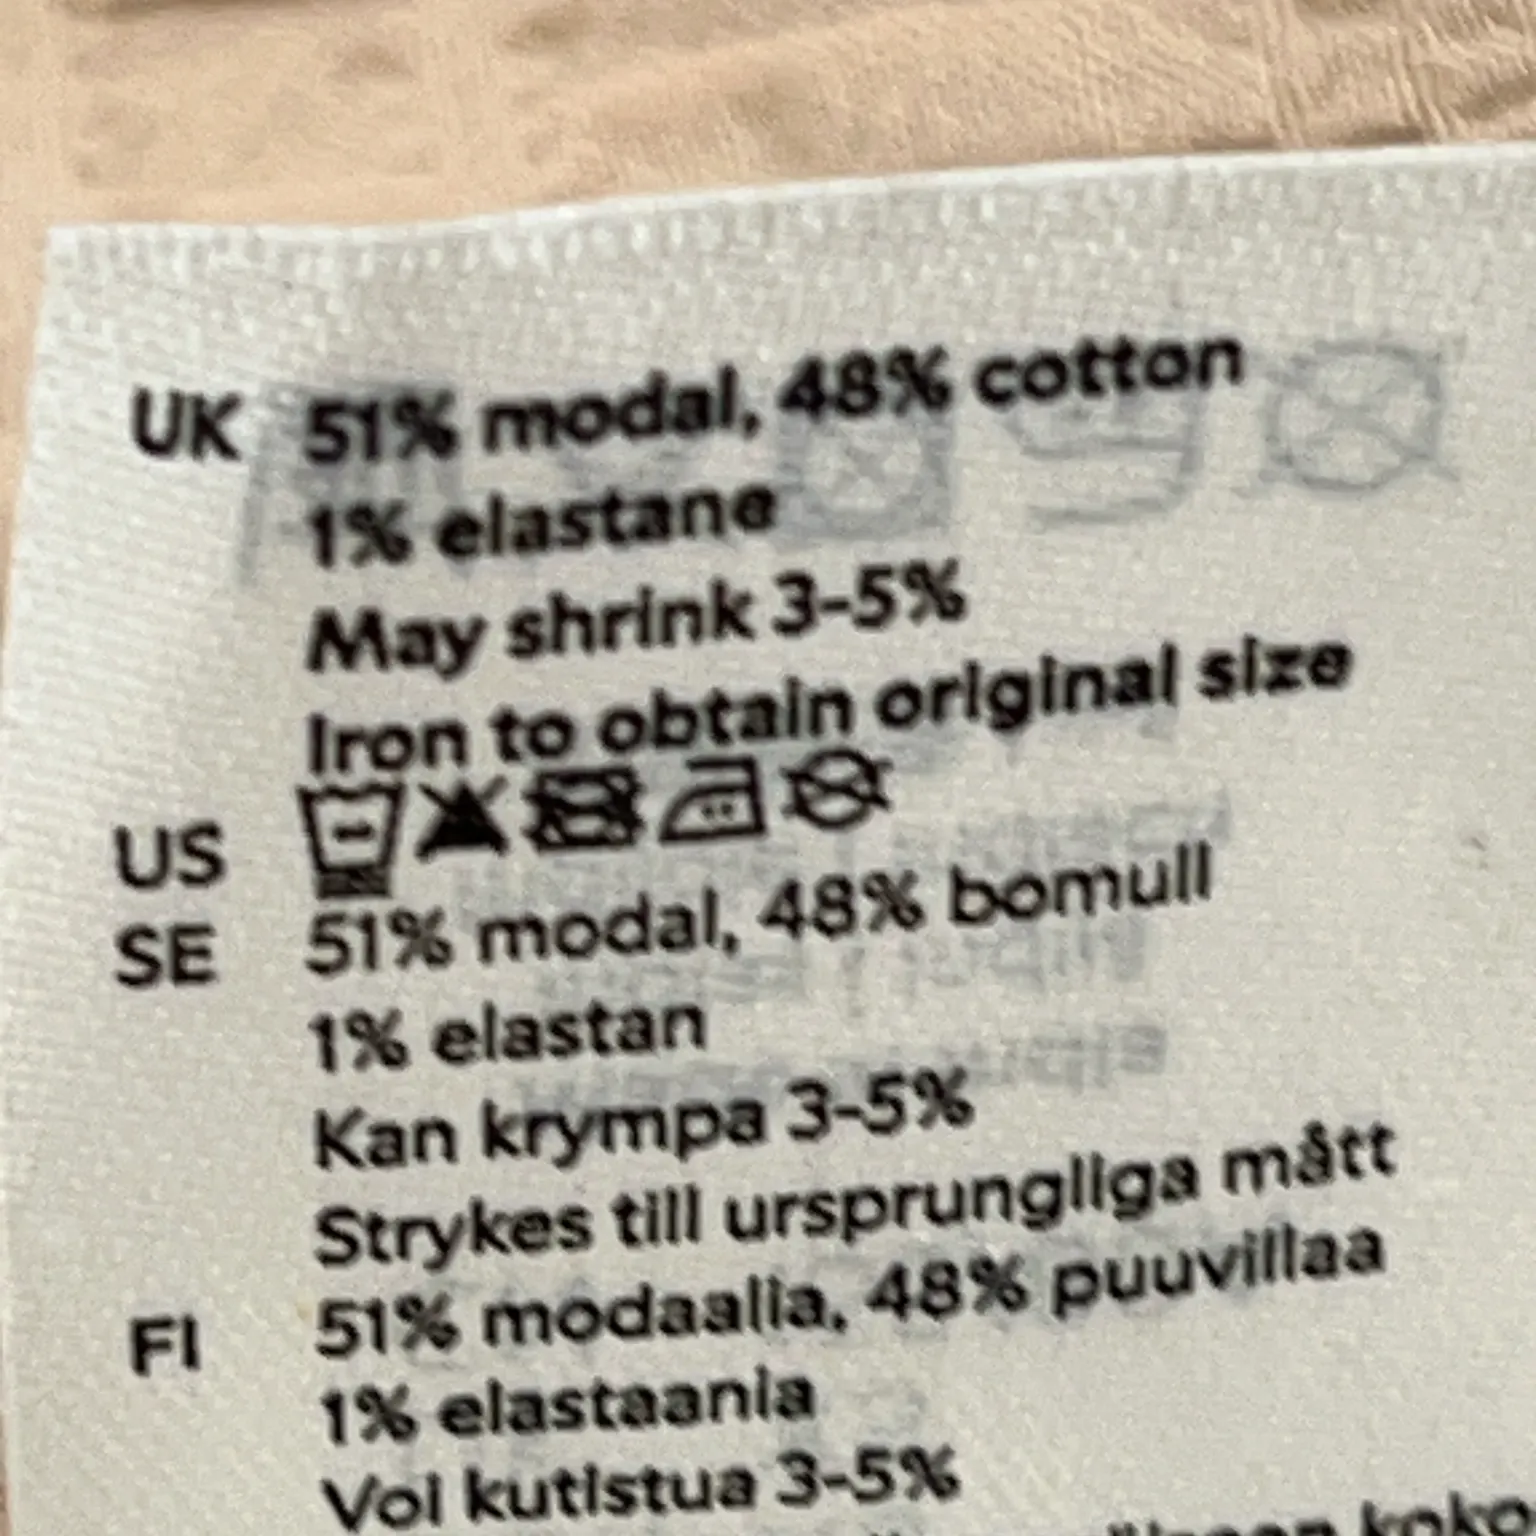 UK 51% modal, 48% cotton
1% elastane
May shrink 3-5%
Iron to obtain original size
US
SE 51% modal, 48% bomull
1% elastan
Kan krympa 3-5%
Strykes till ursprungliga mått
FI 51% modaalia, 48% puuvillaa
1% elastaania
Voi kutistua 3-5%
koko